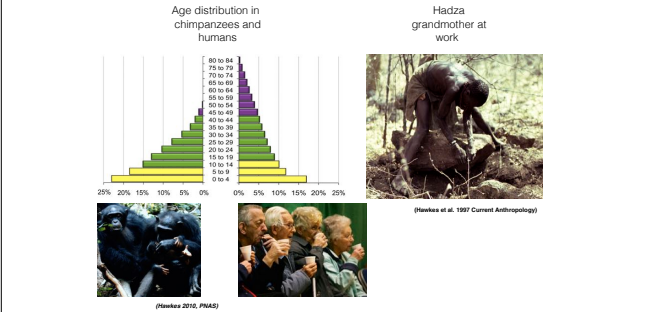 Age distribution in
chimpanzees and
humans
Hadza
grandmother at
work
80 to 84
75 to 79
70 to 74
65 to 69
60 to 64
55 to 59
50 to 54
45 to 49
40 to 44
35 to 39
30 to 34
25 to 29
20 to 24
15 to 19
10 to 14
5 to 9
0 to 4
25% 20% 15% 10% 5% 0% 0% 5% 10% 15% 20% 25%
(Hawkes et al. 1997 Current Anthropology)
(Hawkes 2010, PNAS)